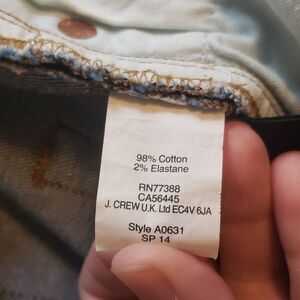 98% Cotton
2% Elastane
RN77388
CA56445
J. CREW U.K. Ltd EC4V 6JA
Style A0631
SP 14